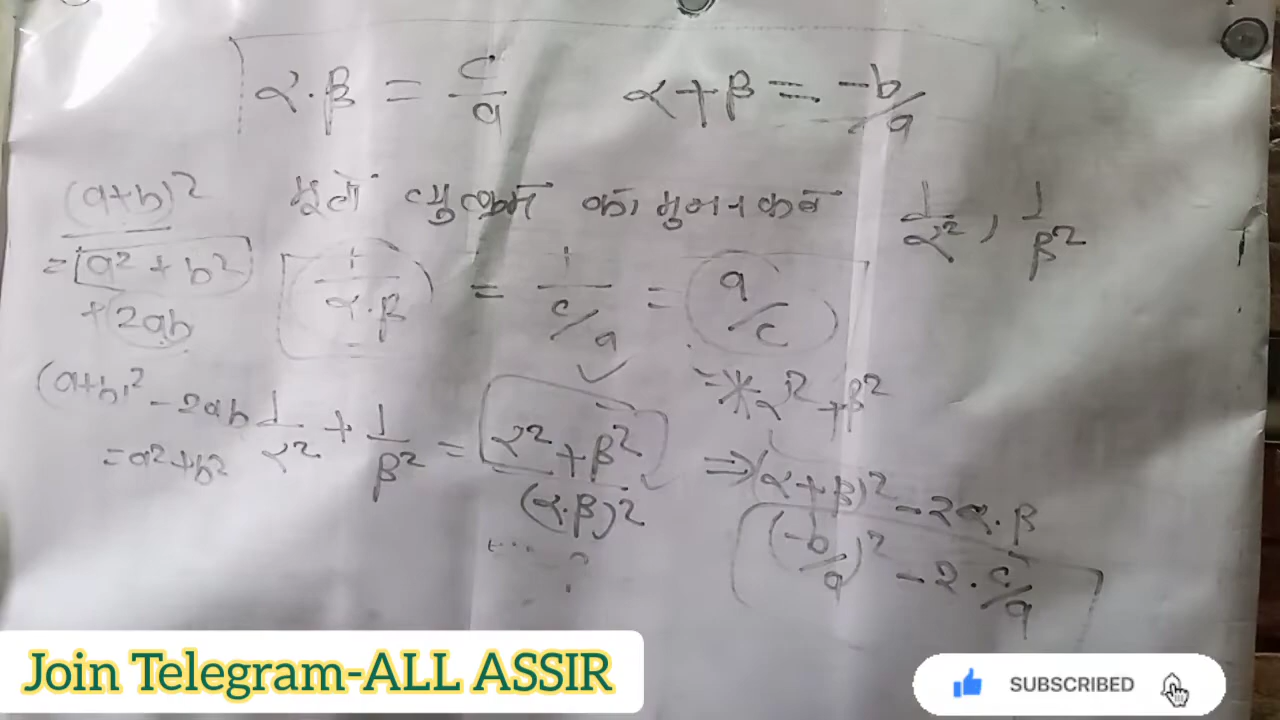 α·β = c/a    α+β = -b/a
(a+b)²
= a² + b²
+ 2ab
मूलों का 1/α², 1/β²
1/α·β = 1/c/a = a/c
(a+b)² - 2ab
= a²+b²
1/α² + 1/β² = α²+β²/(α·β)²
= α²+β²
⇒ (α+β)² - 2α·β
(-b/a)² - 2·c/a
Join Telegram-ALL ASSIR
SUBSCRIBED